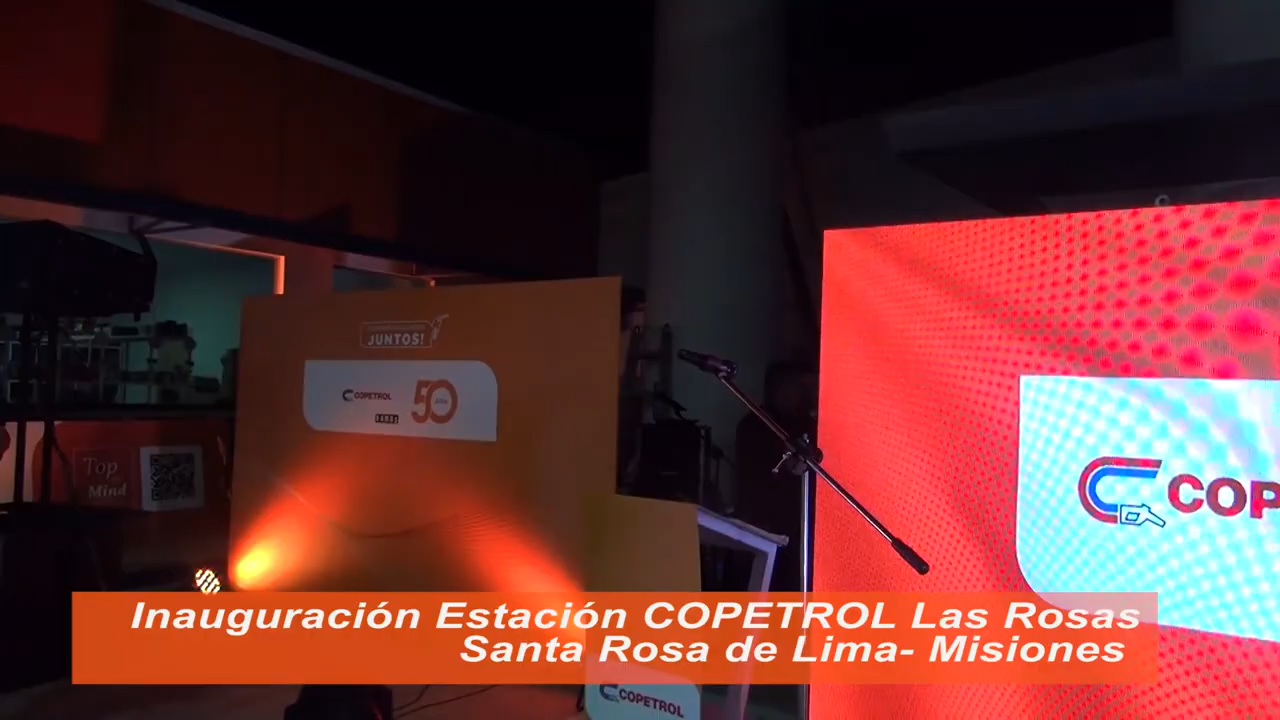 JUNTOS!
COPETROL
50
Top
Mind
COP
Inauguración Estación COPETROL Las Rosas
Santa Rosa de Lima- Misiones
COPETROL